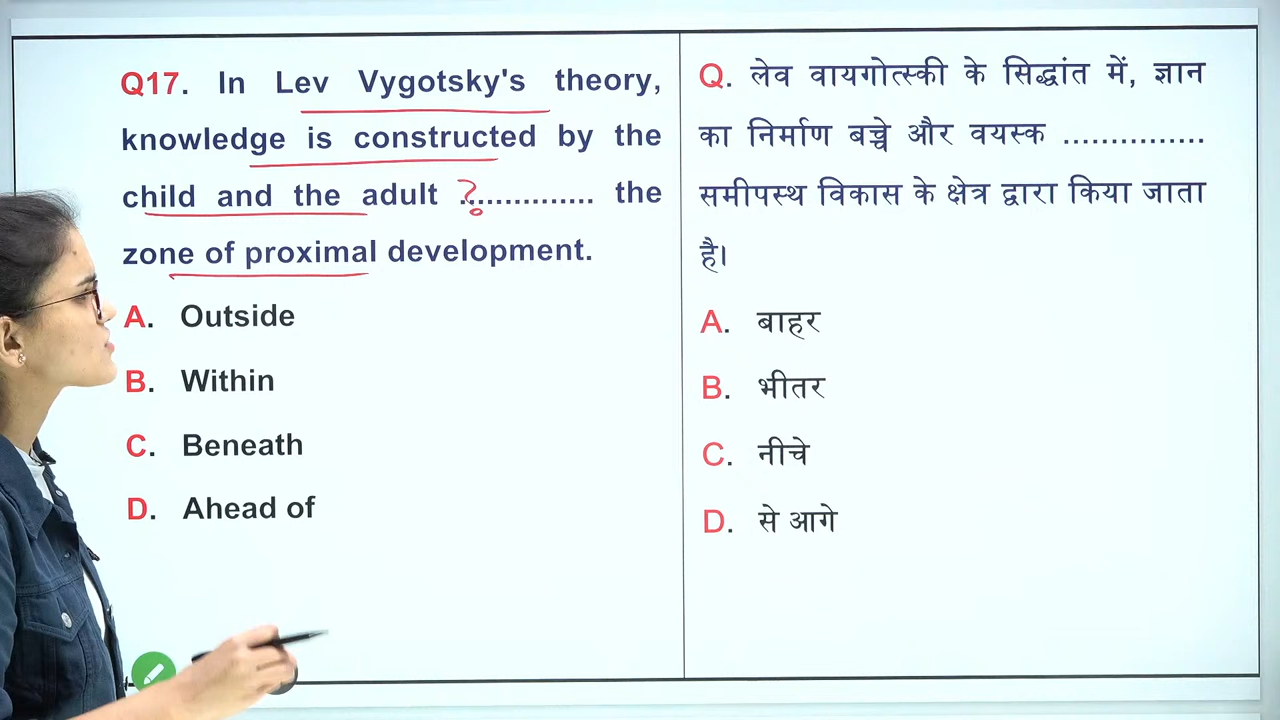 Q17. In Lev Vygotsky's theory,
knowledge is constructed by the
child and the adult ?............... the
zone of proximal development.
A. Outside
B. Within
C. Beneath
D. Ahead of
Q. लेव वायगोत्स्की के सिद्धांत में, ज्ञान
का निर्माण बच्चे और वयस्क ...............
समीपस्थ विकास के क्षेत्र द्वारा किया जाता
है।
A. बाहर
B. भीतर
C. नीचे
D. से आगे